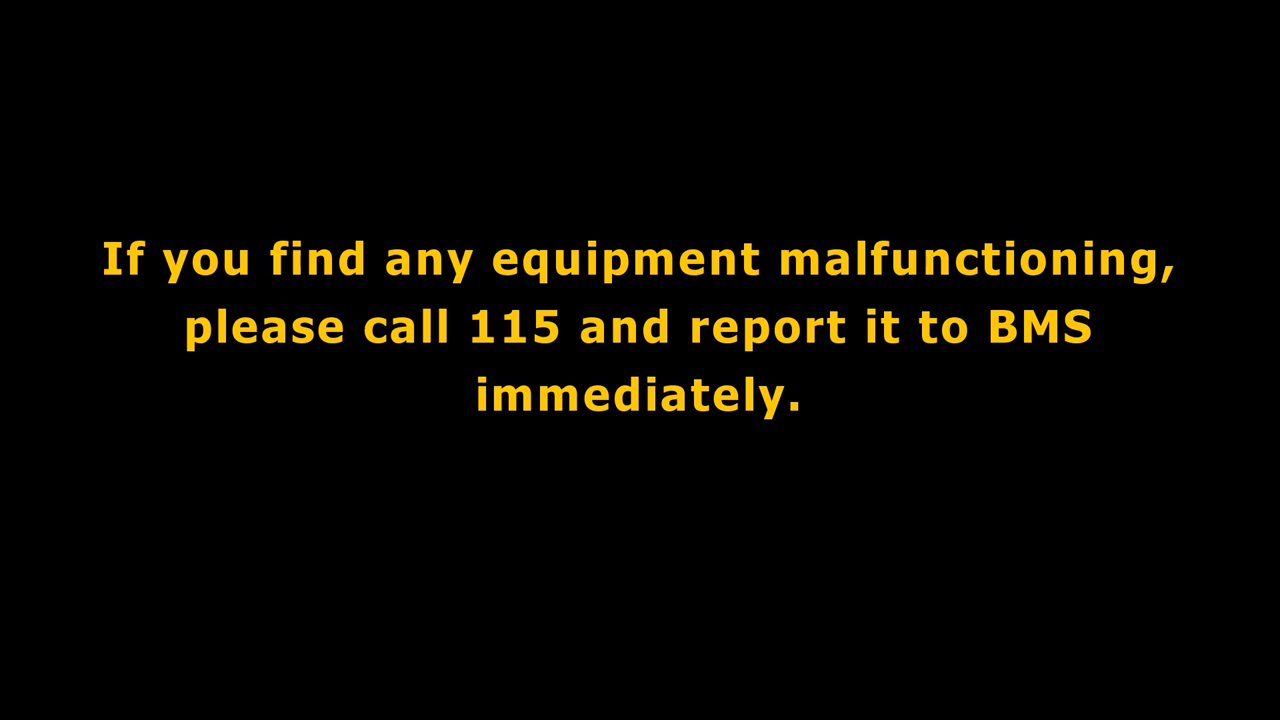 If you find any equipment malfunctioning,
please call 115 and report it to BMS
immediately.